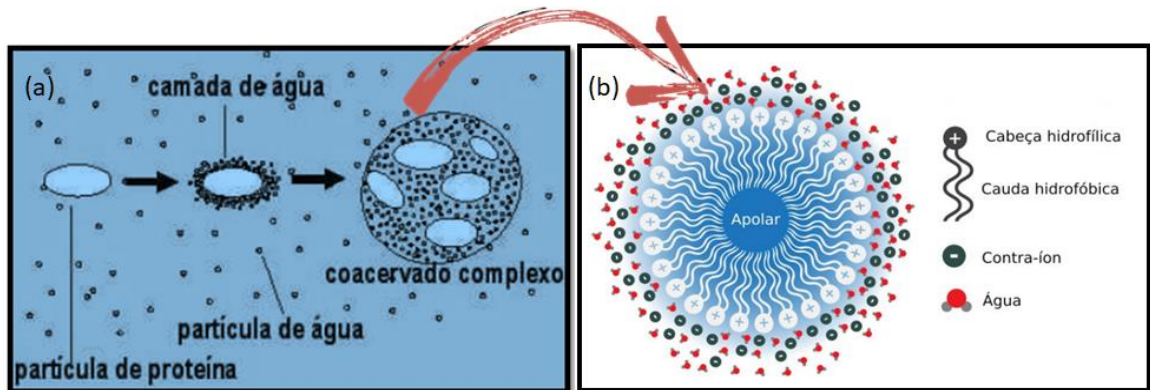 (a)
camada de água
coacervado complexo
partícula de água
partícula de proteína
(b)
Apolar
+
Cabeça hidrofílica
Cauda hidrofóbica
-
Contra-íon
Água